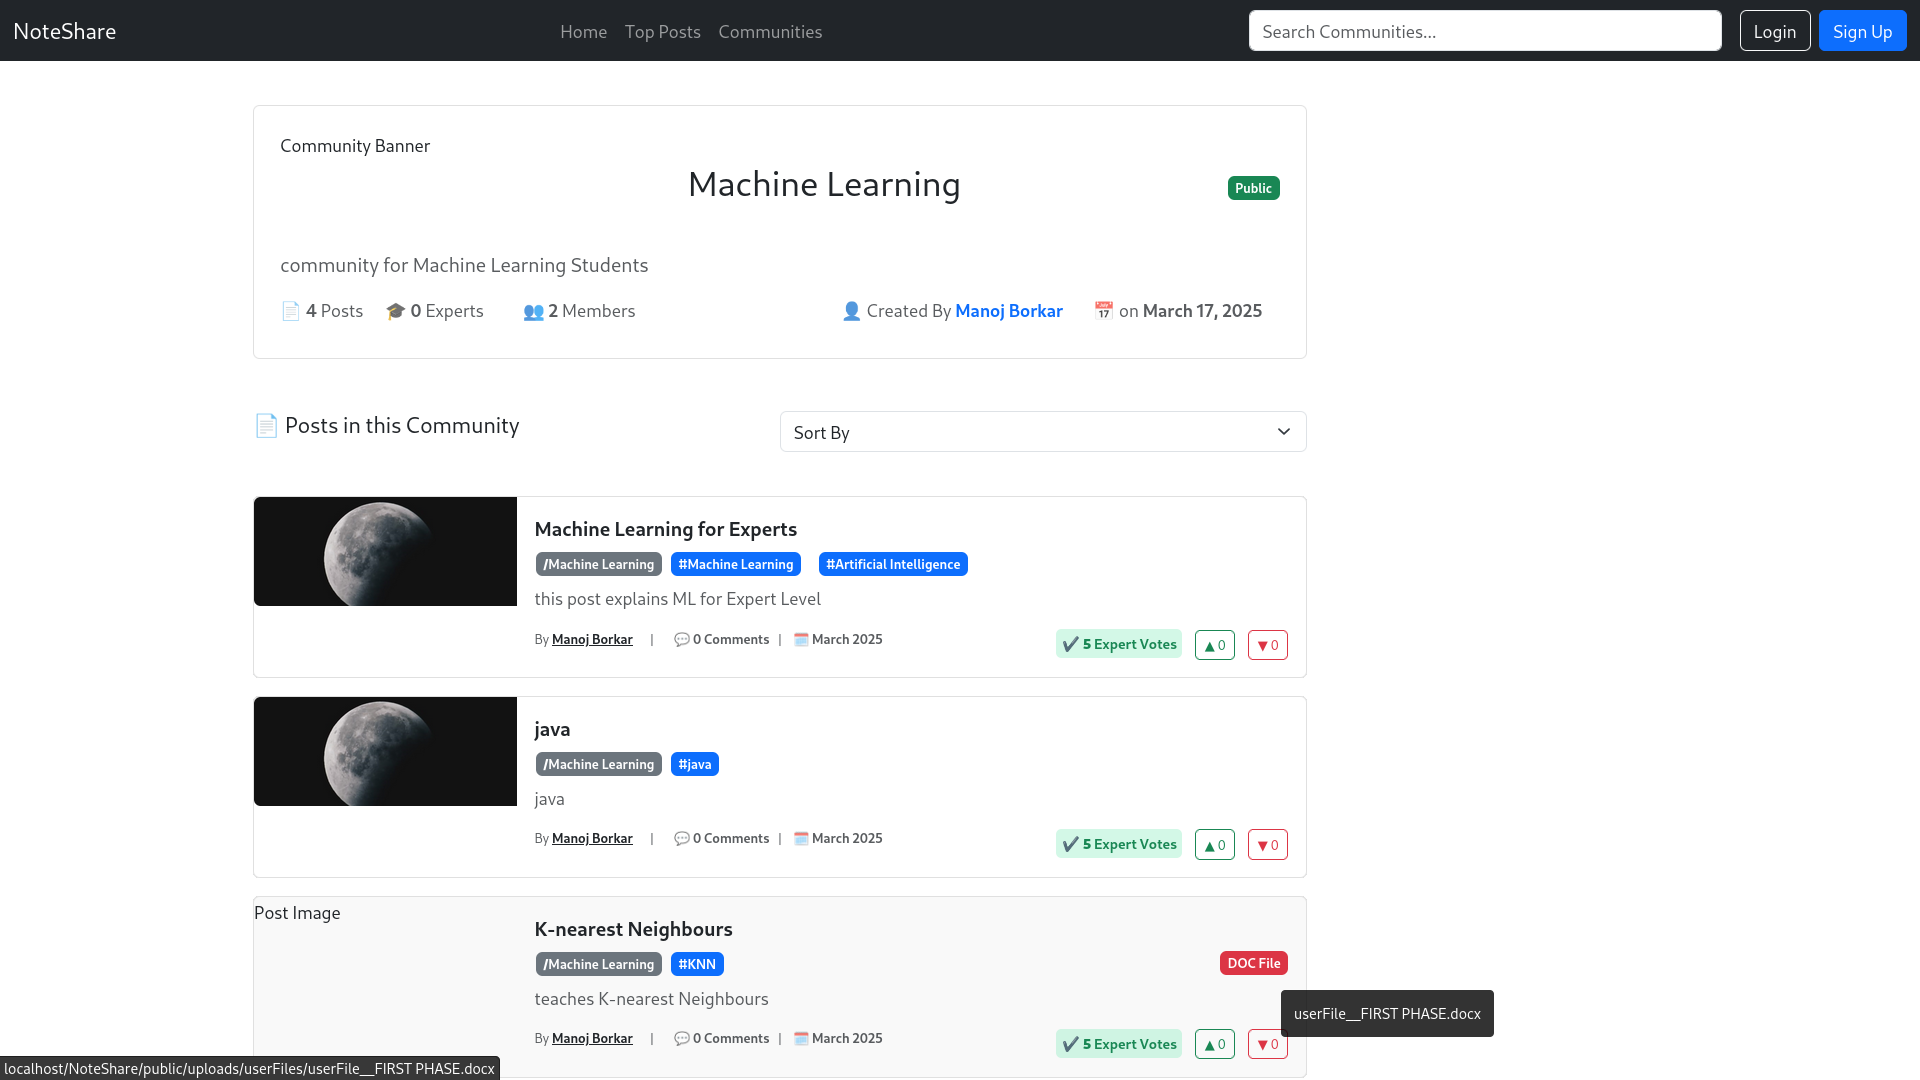 NoteShare Home Top Posts Communities Search Communities... Login Sign Up
Community Banner
Machine Learning Public
community for Machine Learning Students
4 Posts 0 Experts 2 Members Created By Manoj Borkar on March 17, 2025
Posts in this Community Sort By
Machine Learning for Experts
/Machine Learning #Machine Learning #Artificial Intelligence
this post explains ML for Expert Level
By Manoj Borkar | 0 Comments | March 2025 ✔ 5 Expert Votes ▲ 0 ▼ 0
java
/Machine Learning #java
java
By Manoj Borkar | 0 Comments | March 2025 ✔ 5 Expert Votes ▲ 0 ▼ 0
Post Image
K-nearest Neighbours
/Machine Learning #KNN DOC File
teaches K-nearest Neighbours
userFile__FIRST PHASE.docx
By Manoj Borkar | 0 Comments | March 2025 ✔ 5 Expert Votes ▲ 0 ▼ 0
localhost/NoteShare/public/uploads/userFiles/userFile__FIRST PHASE.docx